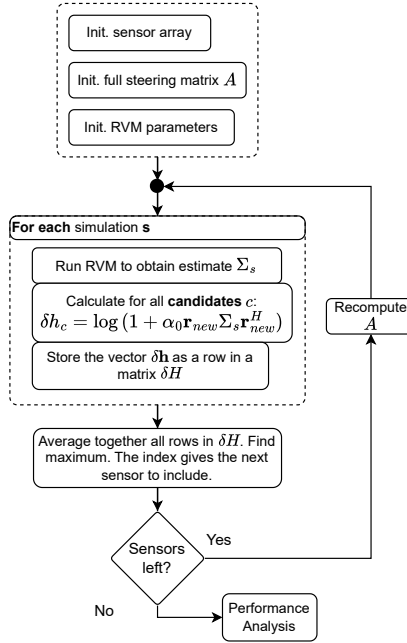 Init. sensor array
Init. full steering matrix A
Init. RVM parameters
For each simulation s
Run RVM to obtain estimate Σ_s
Calculate for all candidates c:
δh_c = log (1 + α_0 r_new Σ_s r_new^H)
Store the vector δh as a row in a
matrix δH
Recompute
A
Average together all rows in δH. Find
maximum. The index gives the next
sensor to include.
Sensors
left?
Yes
No
Performance
Analysis